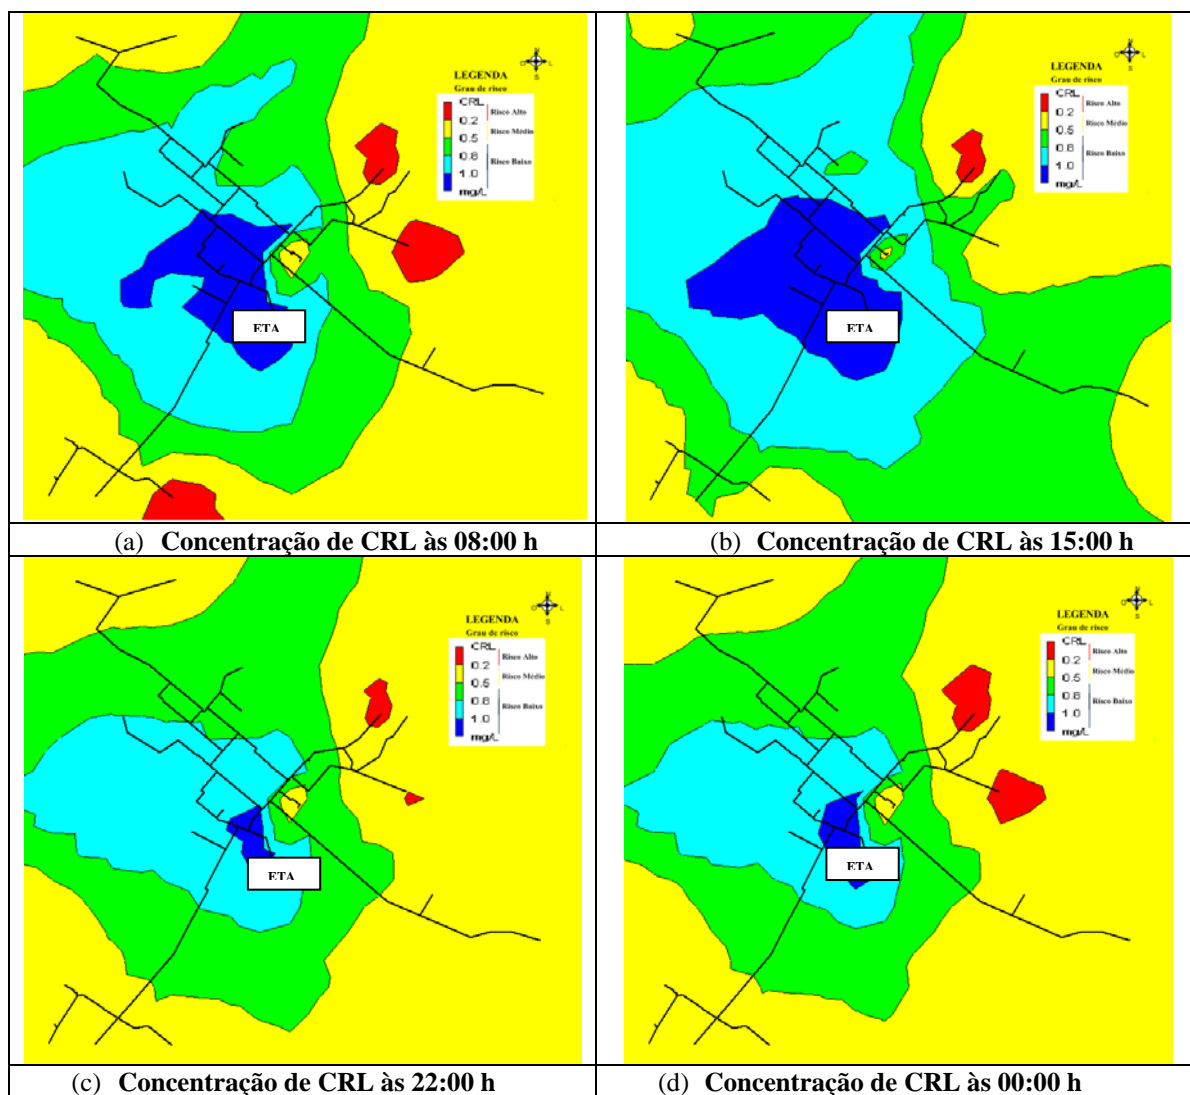 N
O L
S
LEGENDA
Grau de risco
CRL
Risco Alto
0.2
Risco Médio
0.5
0.8
Risco Baixo
1.0
mg/L
ETA
(a) Concentração de CRL às 08:00 h
N
O L
S
LEGENDA
Grau de risco
CRL
Risco Alto
0.2
Risco Médio
0.5
0.8
Risco Baixo
1.0
mg/L
ETA
(b) Concentração de CRL às 15:00 h
N
O L
S
LEGENDA
Grau de risco
CRL
Risco Alto
0.2
Risco Médio
0.5
0.8
Risco Baixo
1.0
mg/L
ETA
(c) Concentração de CRL às 22:00 h
N
O L
S
LEGENDA
Grau de risco
CRL
Risco Alto
0.2
Risco Médio
0.5
0.8
Risco Baixo
1.0
mg/L
ETA
(d) Concentração de CRL às 00:00 h